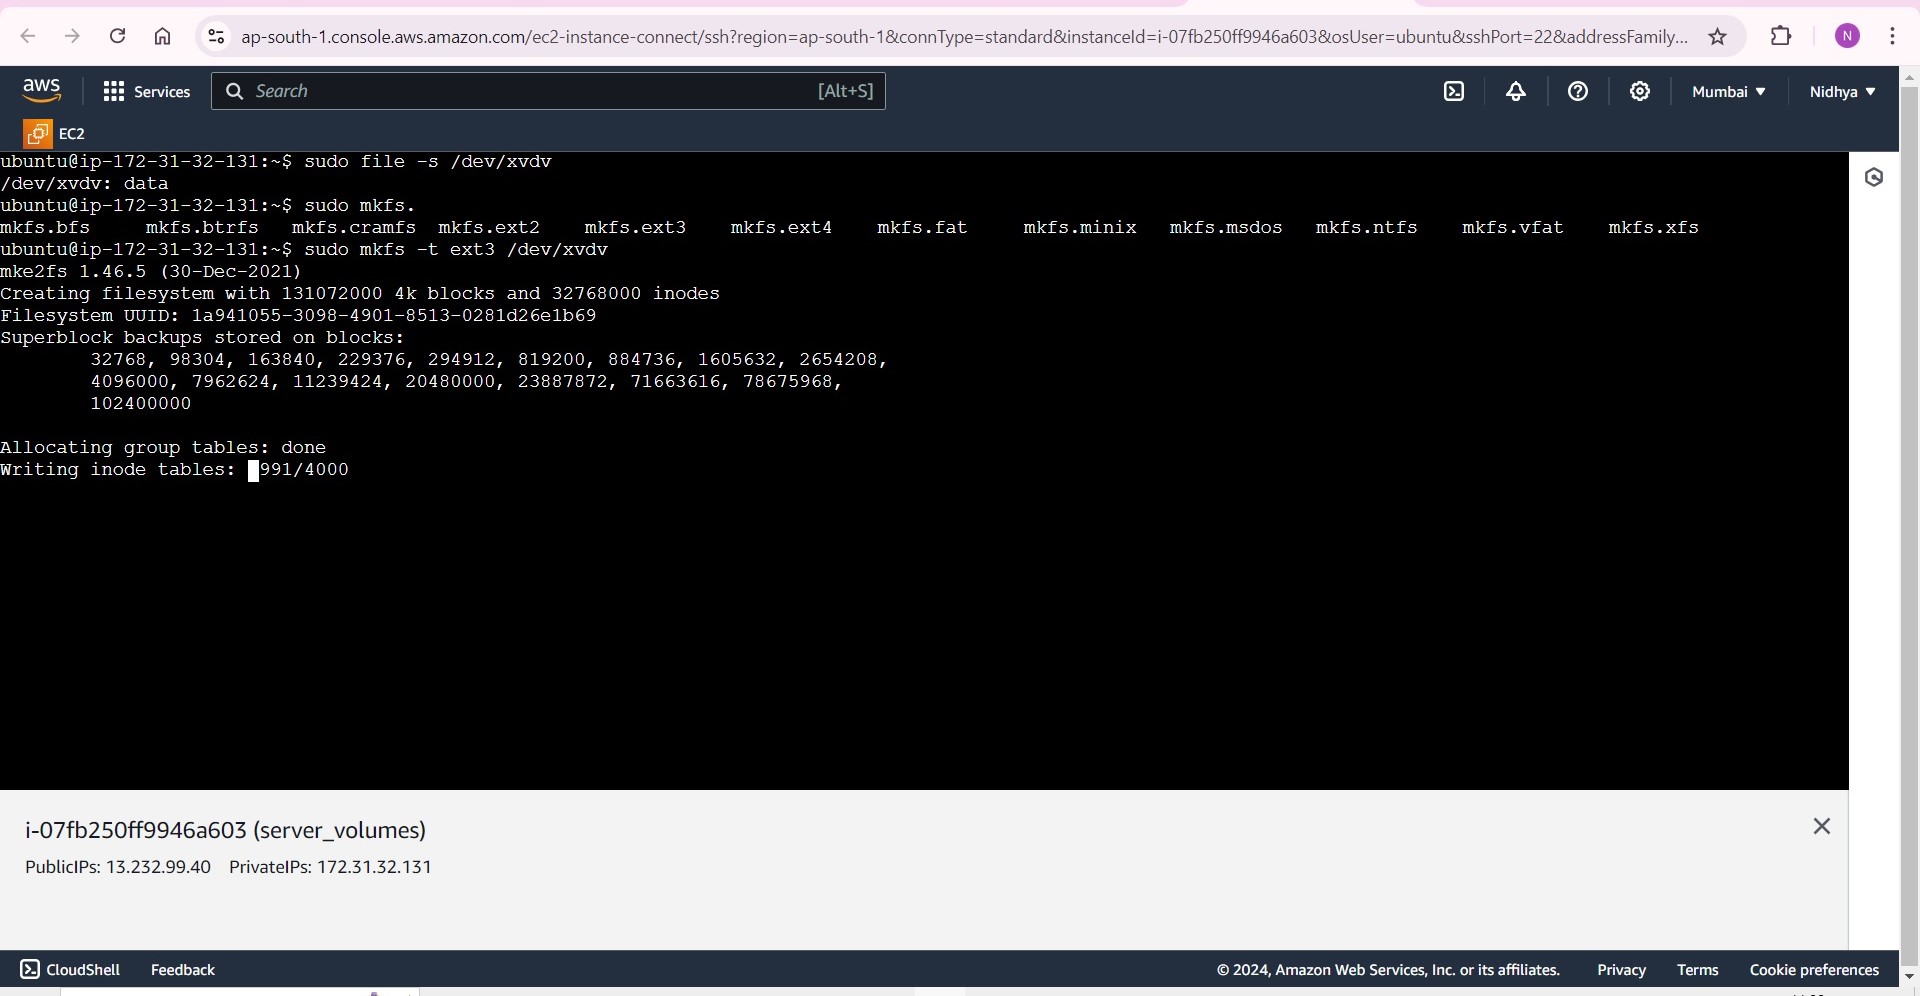 ap-south-1.console.aws.amazon.com/ec2-instance-connect/ssh?region=ap-south-1&connType=standard&instanceId=i-07fb250ff9946a603&osUser=ubuntu&sshPort=22&addressFamily...
N
aws
Services
Search
[Alt+S]
Mumbai
Nidhya
EC2
ubuntu@ip-172-31-32-131:~$ sudo file -s /dev/xvdv
/dev/xvdv: data
ubuntu@ip-172-31-32-131:~$ sudo mkfs.
mkfs.bfs mkfs.btrfs mkfs.cramfs mkfs.ext2 mkfs.ext3 mkfs.ext4 mkfs.fat mkfs.minix mkfs.msdos mkfs.ntfs mkfs.vfat mkfs.xfs
ubuntu@ip-172-31-32-131:~$ sudo mkfs -t ext3 /dev/xvdv
mke2fs 1.46.5 (30-Dec-2021)
Creating filesystem with 131072000 4k blocks and 32768000 inodes
Filesystem UUID: 1a941055-3098-4901-8513-0281d26e1b69
Superblock backups stored on blocks:
32768, 98304, 163840, 229376, 294912, 819200, 884736, 1605632, 2654208,
4096000, 7962624, 11239424, 20480000, 23887872, 71663616, 78675968,
102400000
Allocating group tables: done
Writing inode tables: 991/4000
i-07fb250ff9946a603 (server_volumes)
PublicIPs: 13.232.99.40 PrivateIPs: 172.31.32.131
CloudShell
Feedback
© 2024, Amazon Web Services, Inc. or its affiliates.
Privacy
Terms
Cookie preferences